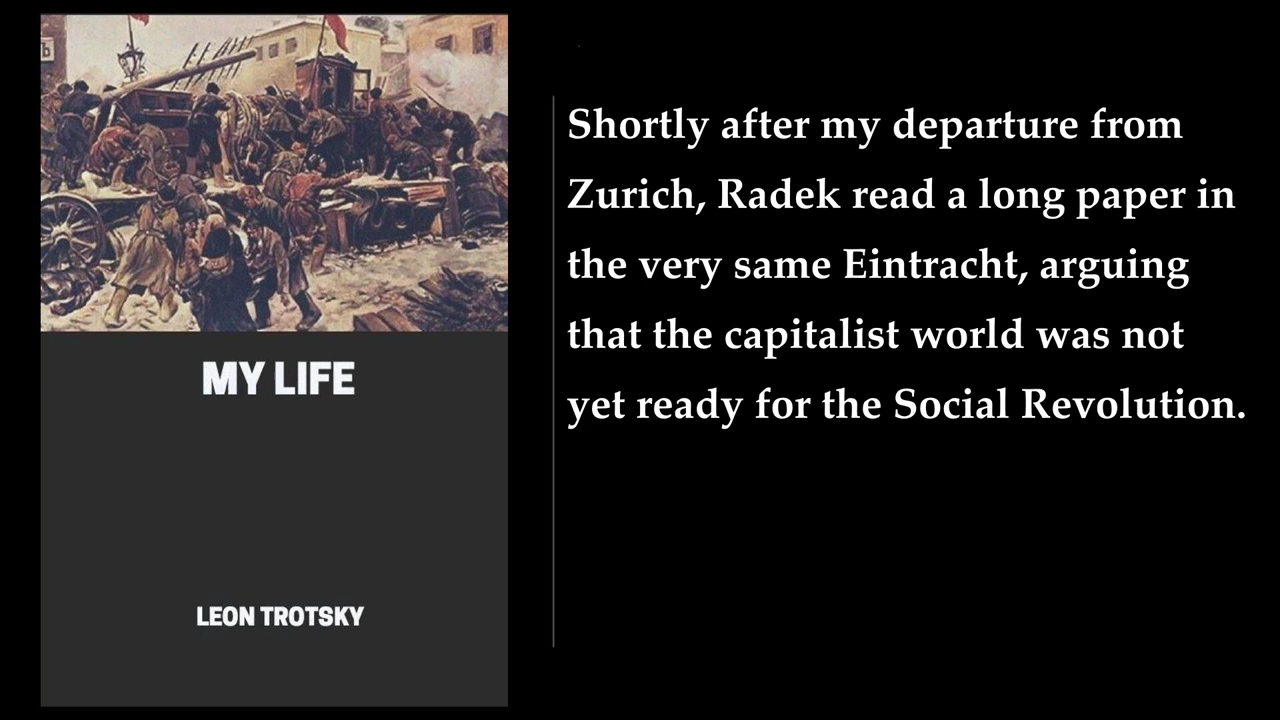 MY LIFE
LEON TROTSKY
Shortly after my departure from
Zurich, Radek read a long paper in
the very same Eintracht, arguing
that the capitalist world was not
yet ready for the Social Revolution.